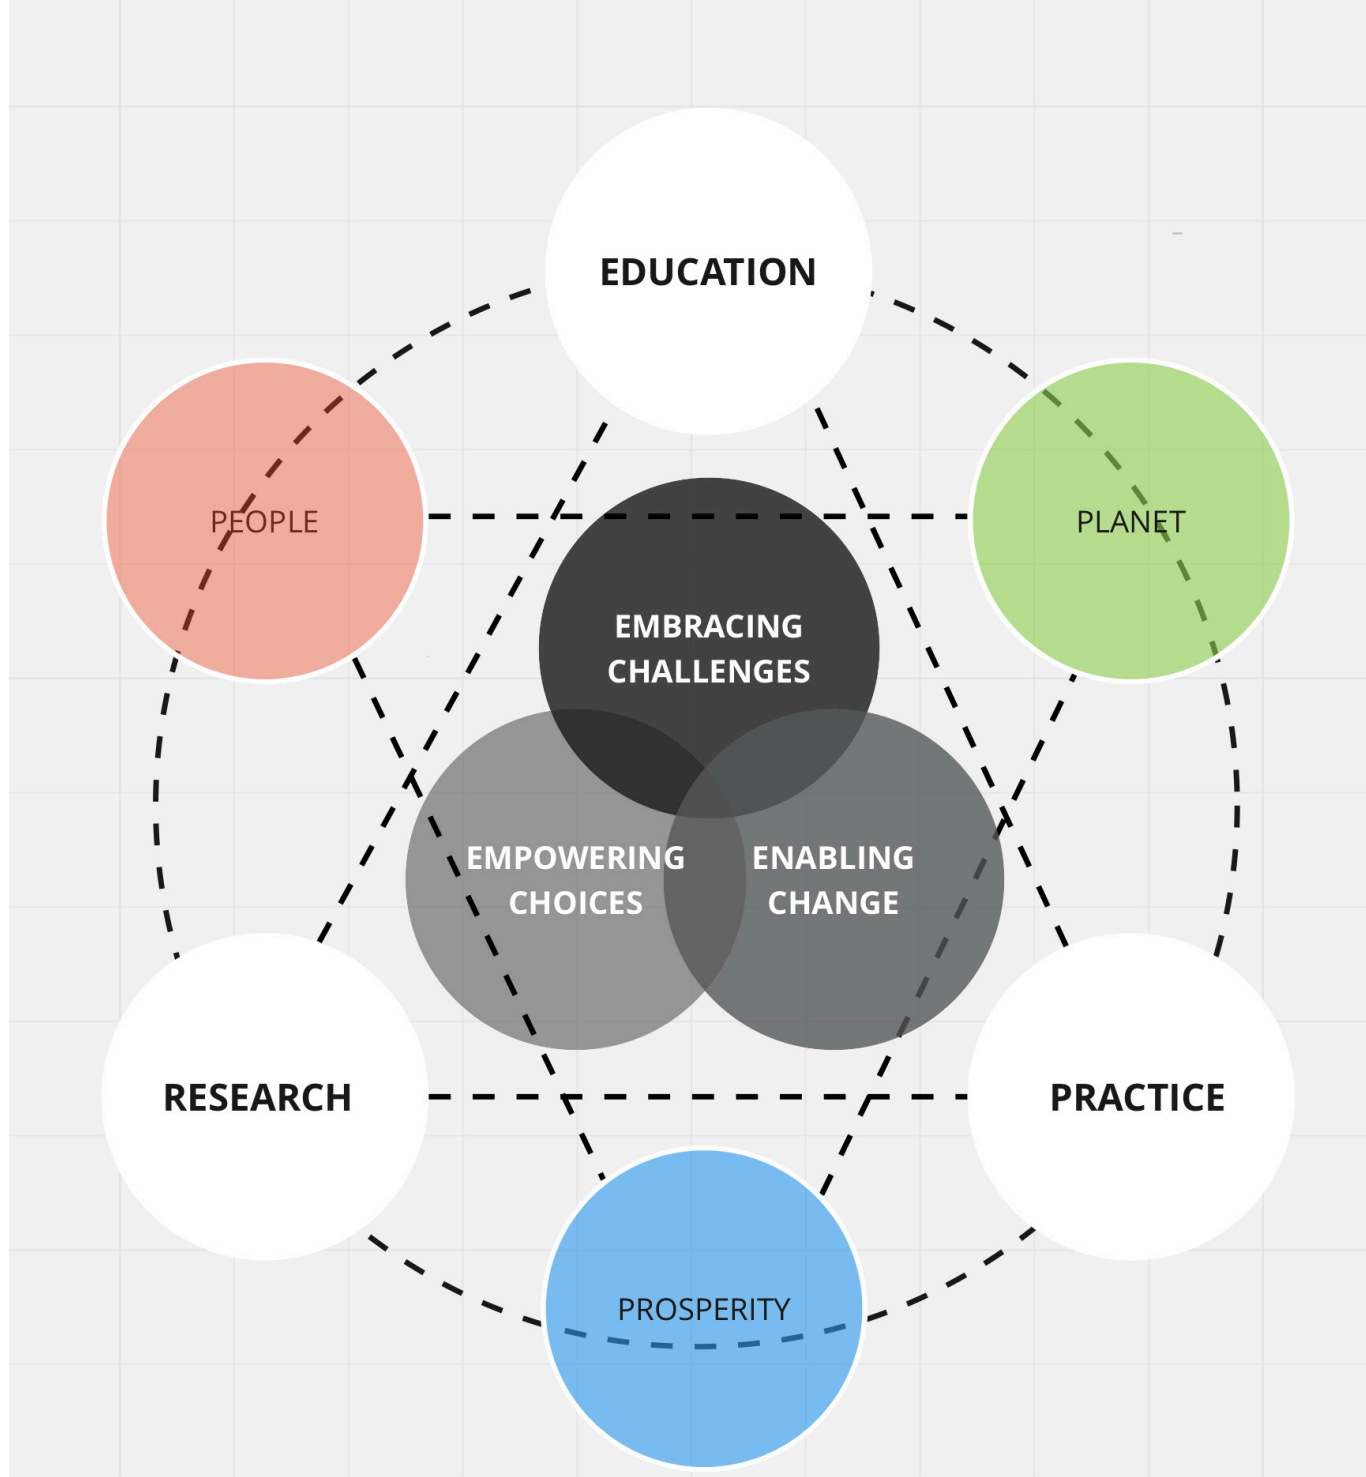 EDUCATION
PEOPLE
PLANET
EMBRACING
CHALLENGES
EMPOWERING
CHOICES
ENABLING
CHANGE
RESEARCH
PRACTICE
PROSPERITY